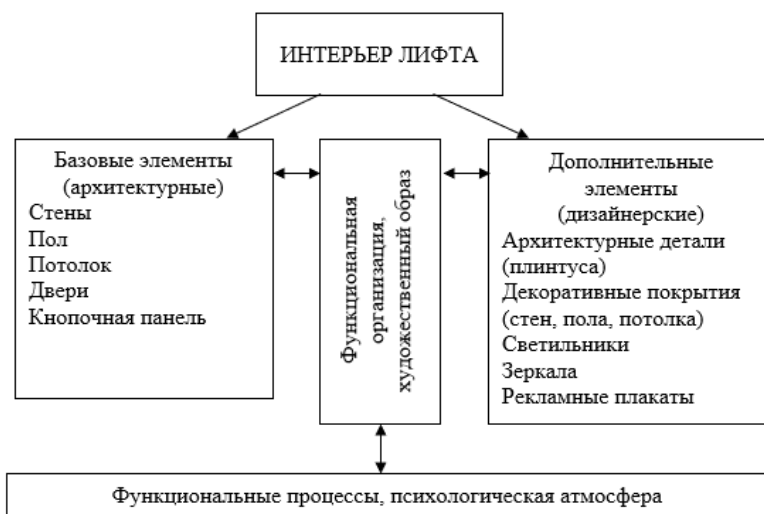 ИНТЕРЬЕР ЛИФТА
Базовые элементы
(архитектурные)
Стены
Пол
Потолок
Двери
Кнопочная панель
Функциональная
организация,
художественный образ
Дополнительные
элементы
(дизайнерские)
Архитектурные детали
(плинтуса)
Декоративные покрытия
(стен, пола, потолка)
Светильники
Зеркала
Рекламные плакаты
Функциональные процессы, психологическая атмосфера